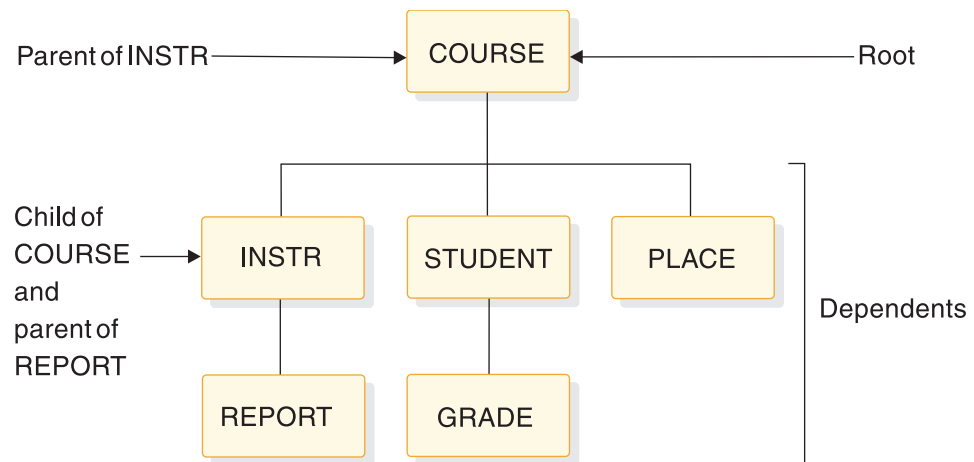 Parent of INSTR
COURSE
Root
Child of
COURSE
and
parent of
REPORT
INSTR
STUDENT
PLACE
Dependents
REPORT
GRADE